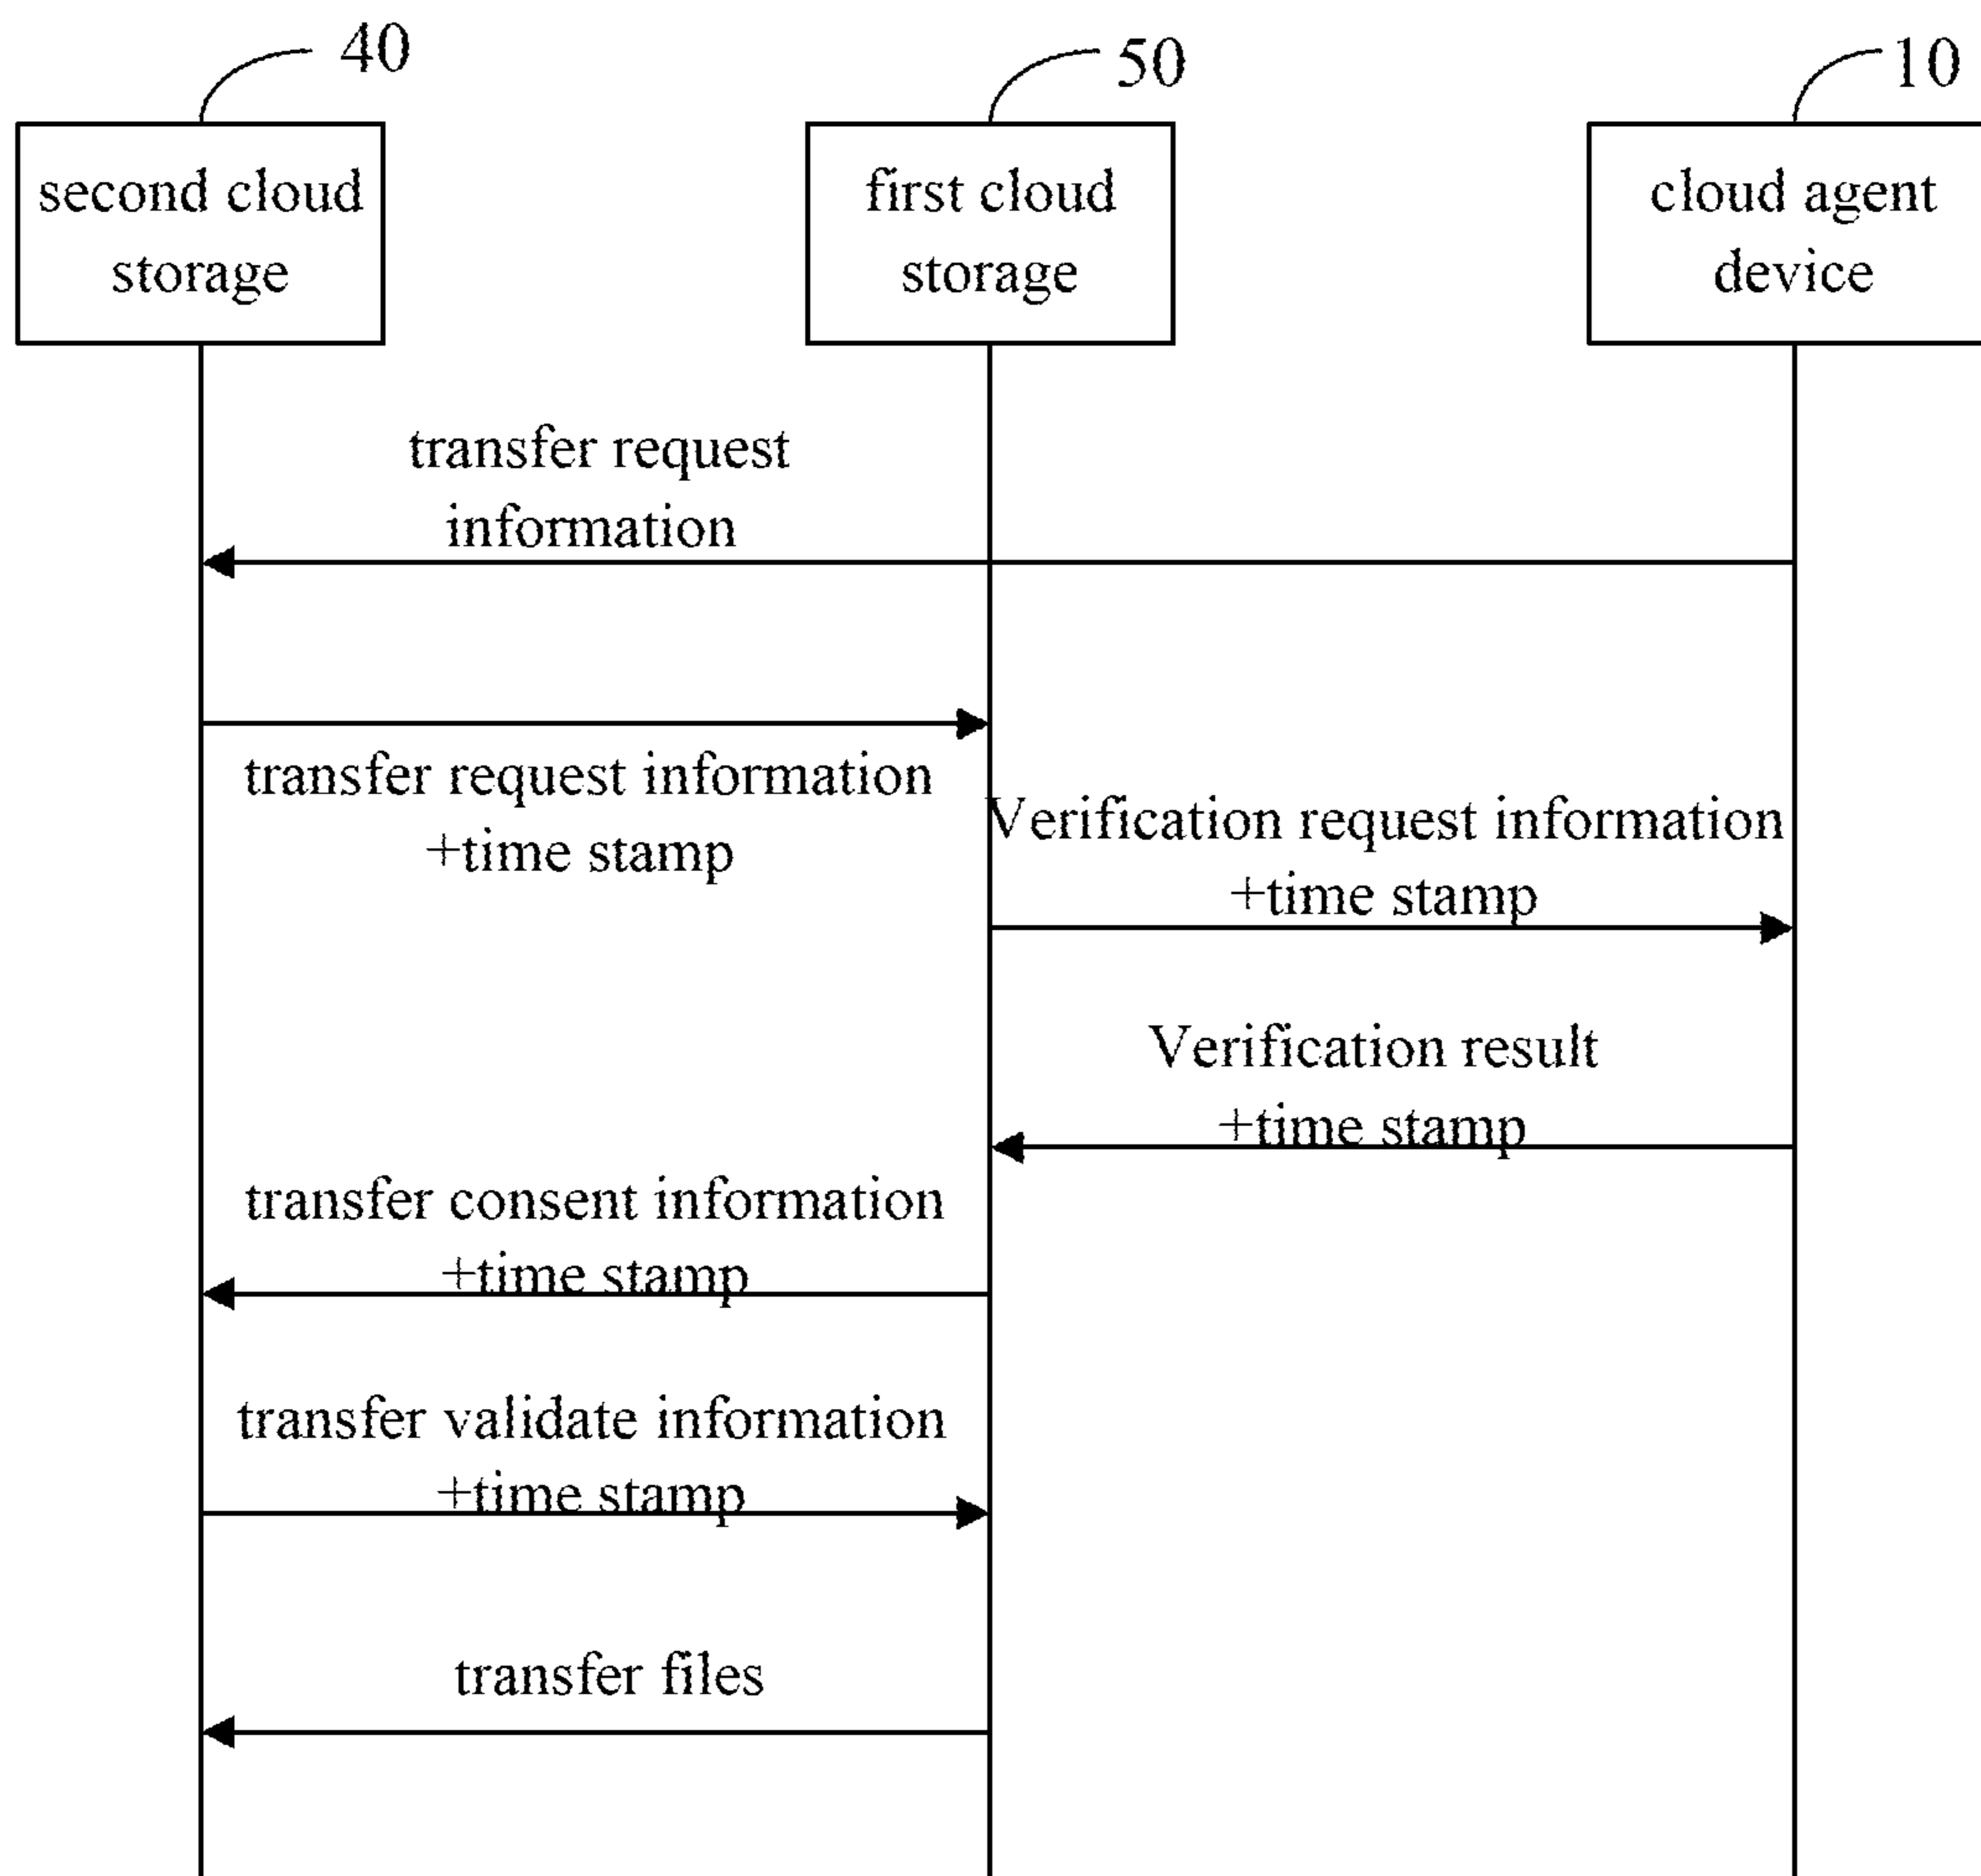 40
50
10
second cloud
storage
first cloud
storage
cloud agent
device
transfer request
information
transfer request information
+time stamp
Verification request information
+time stamp
Verification result
+time stamp
transfer consent information
+time stamp
transfer validate information
+time stamp
transfer files